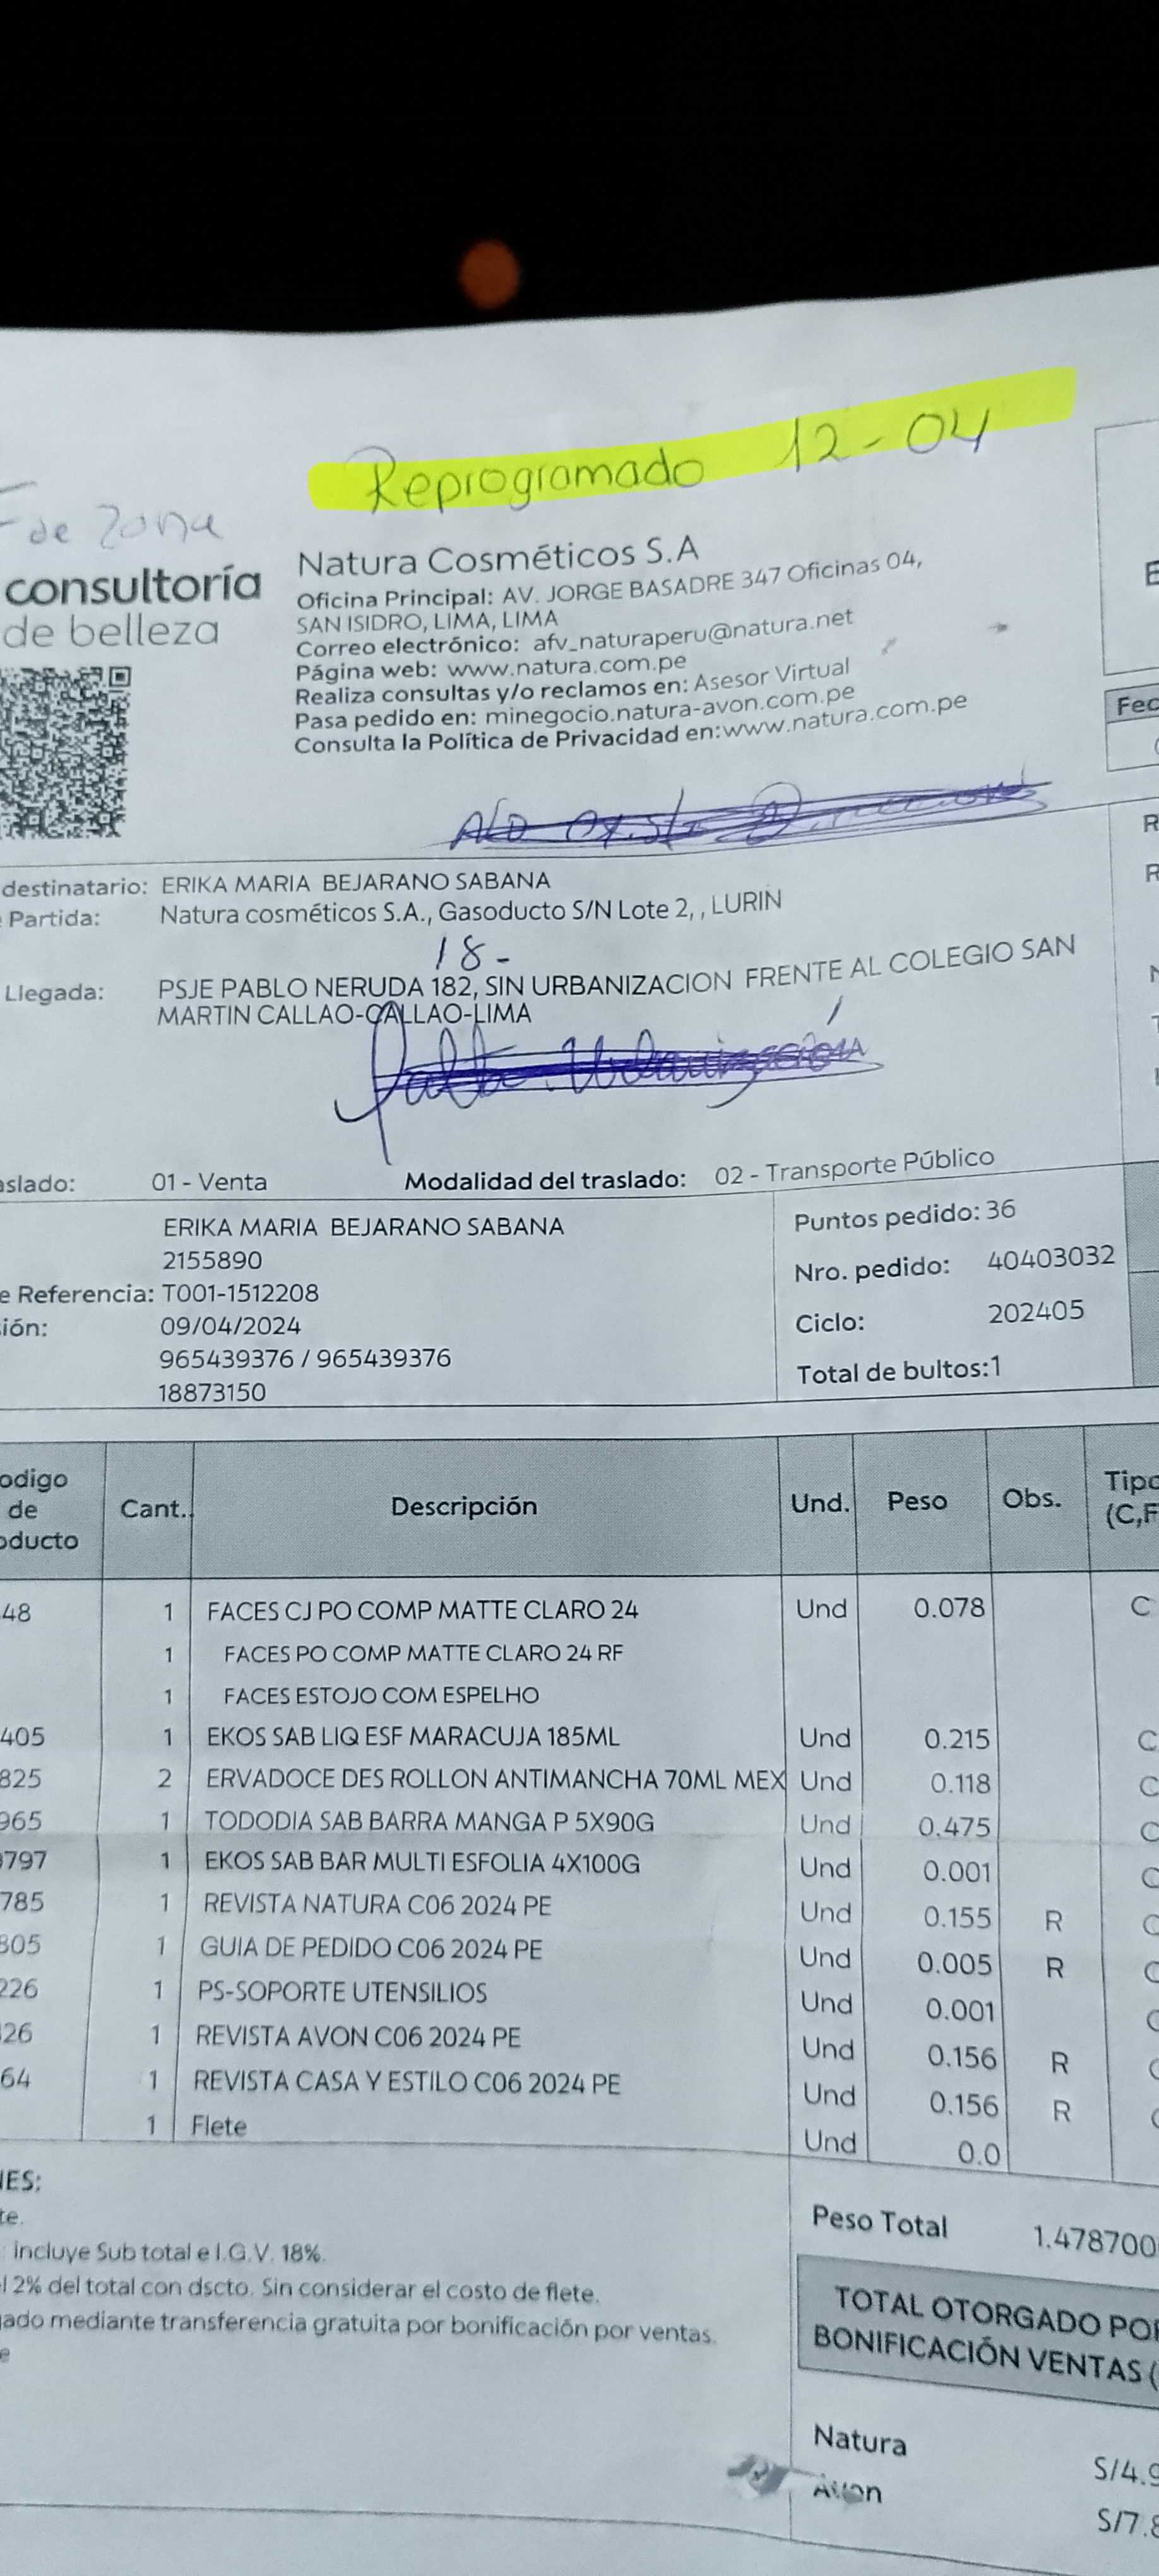 Reprogramado 12-04
de Zona
consultoría
de belleza
Natura Cosméticos S.A
Oficina Principal: AV. JORGE BASADRE 347 Oficinas 04,
SAN ISIDRO, LIMA, LIMA
Correo electrónico: afv_naturaperu@natura.net
Página web: www.natura.com.pe
Realiza consultas y/o reclamos en: Asesor Virtual
Pasa pedido en: minegocio.natura-avon.com.pe
Consulta la Política de Privacidad en:www.natura.com.pe
Fec
destinatario: ERIKA MARIA BEJARANO SABANA
Partida: Natura cosméticos S.A., Gasoducto S/N Lote 2, , LURIN
18-
Llegada: PSJE PABLO NERUDA 182, SIN URBANIZACION FRENTE AL COLEGIO SAN
MARTIN CALLAO-CALLAO-LIMA
aslado: 01 - Venta Modalidad del traslado: 02 - Transporte Público
ERIKA MARIA BEJARANO SABANA
2155890
e Referencia: T001-1512208
ión: 09/04/2024
965439376 / 965439376
18873150
Puntos pedido: 36
Nro. pedido: 40403032
Ciclo: 202405
Total de bultos:1
odigo de oducto Cant. Descripción Und. Peso Obs. Tipo (C,F
48 1 FACES CJ PO COMP MATTE CLARO 24 Und 0.078 C
1 FACES PO COMP MATTE CLARO 24 RF
1 FACES ESTOJO COM ESPELHO
405 1 EKOS SAB LIQ ESF MARACUJA 185ML Und 0.215 C
825 2 ERVADOCE DES ROLLON ANTIMANCHA 70ML MEX Und 0.118 C
965 1 TODODIA SAB BARRA MANGA P 5X90G Und 0.475 C
9797 1 EKOS SAB BAR MULTI ESFOLIA 4X100G Und 0.001 C
785 1 REVISTA NATURA C06 2024 PE Und 0.155 R C
305 1 GUIA DE PEDIDO C06 2024 PE Und 0.005 R C
226 1 PS-SOPORTE UTENSILIOS Und 0.001 C
26 1 REVISTA AVON C06 2024 PE Und 0.156 R C
64 1 REVISTA CASA Y ESTILO C06 2024 PE Und 0.156 R C
1 Flete Und 0.0
NES:
te.
: incluye Sub total e I.G.V. 18%.
l 2% del total con dscto. Sin considerar el costo de flete.
gado mediante transferencia gratuita por bonificación por ventas.
e
Peso Total 1.478700
TOTAL OTORGADO POR
BONIFICACIÓN VENTAS (
Natura S/4.9
Avon S/7.8